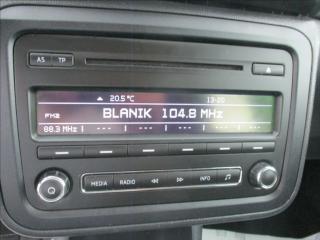 AS TP
20.5°C 13:20
FM2 BLANIK 104.8 MHz
88.3 MHz
MEDIA RADIO INFO